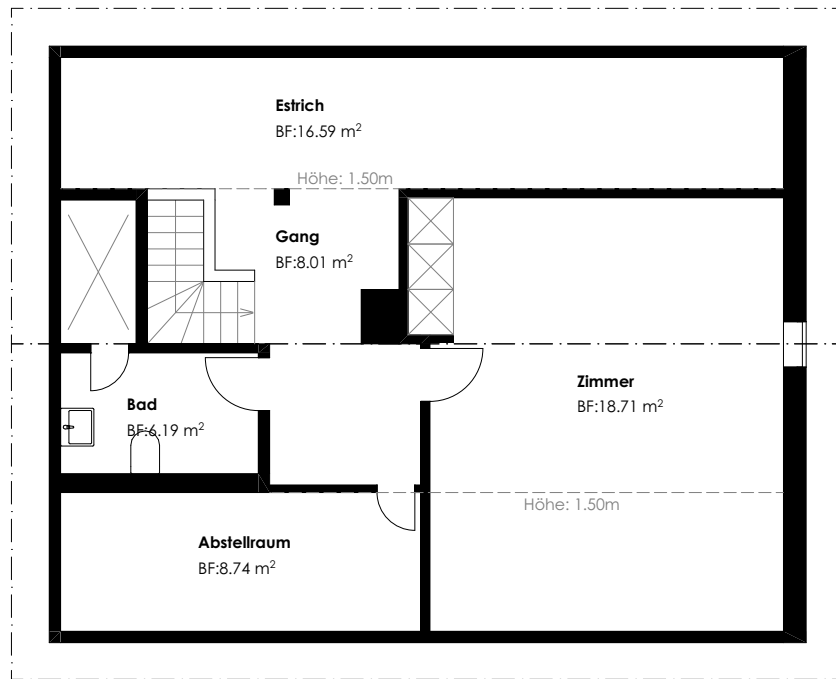 Estrich
BF:16.59 m²
Höhe: 1.50m
Gang
BF:8.01 m²
Zimmer
BF:18.71 m²
Bad
BF:6.19 m²
Höhe: 1.50m
Abstellraum
BF:8.74 m²